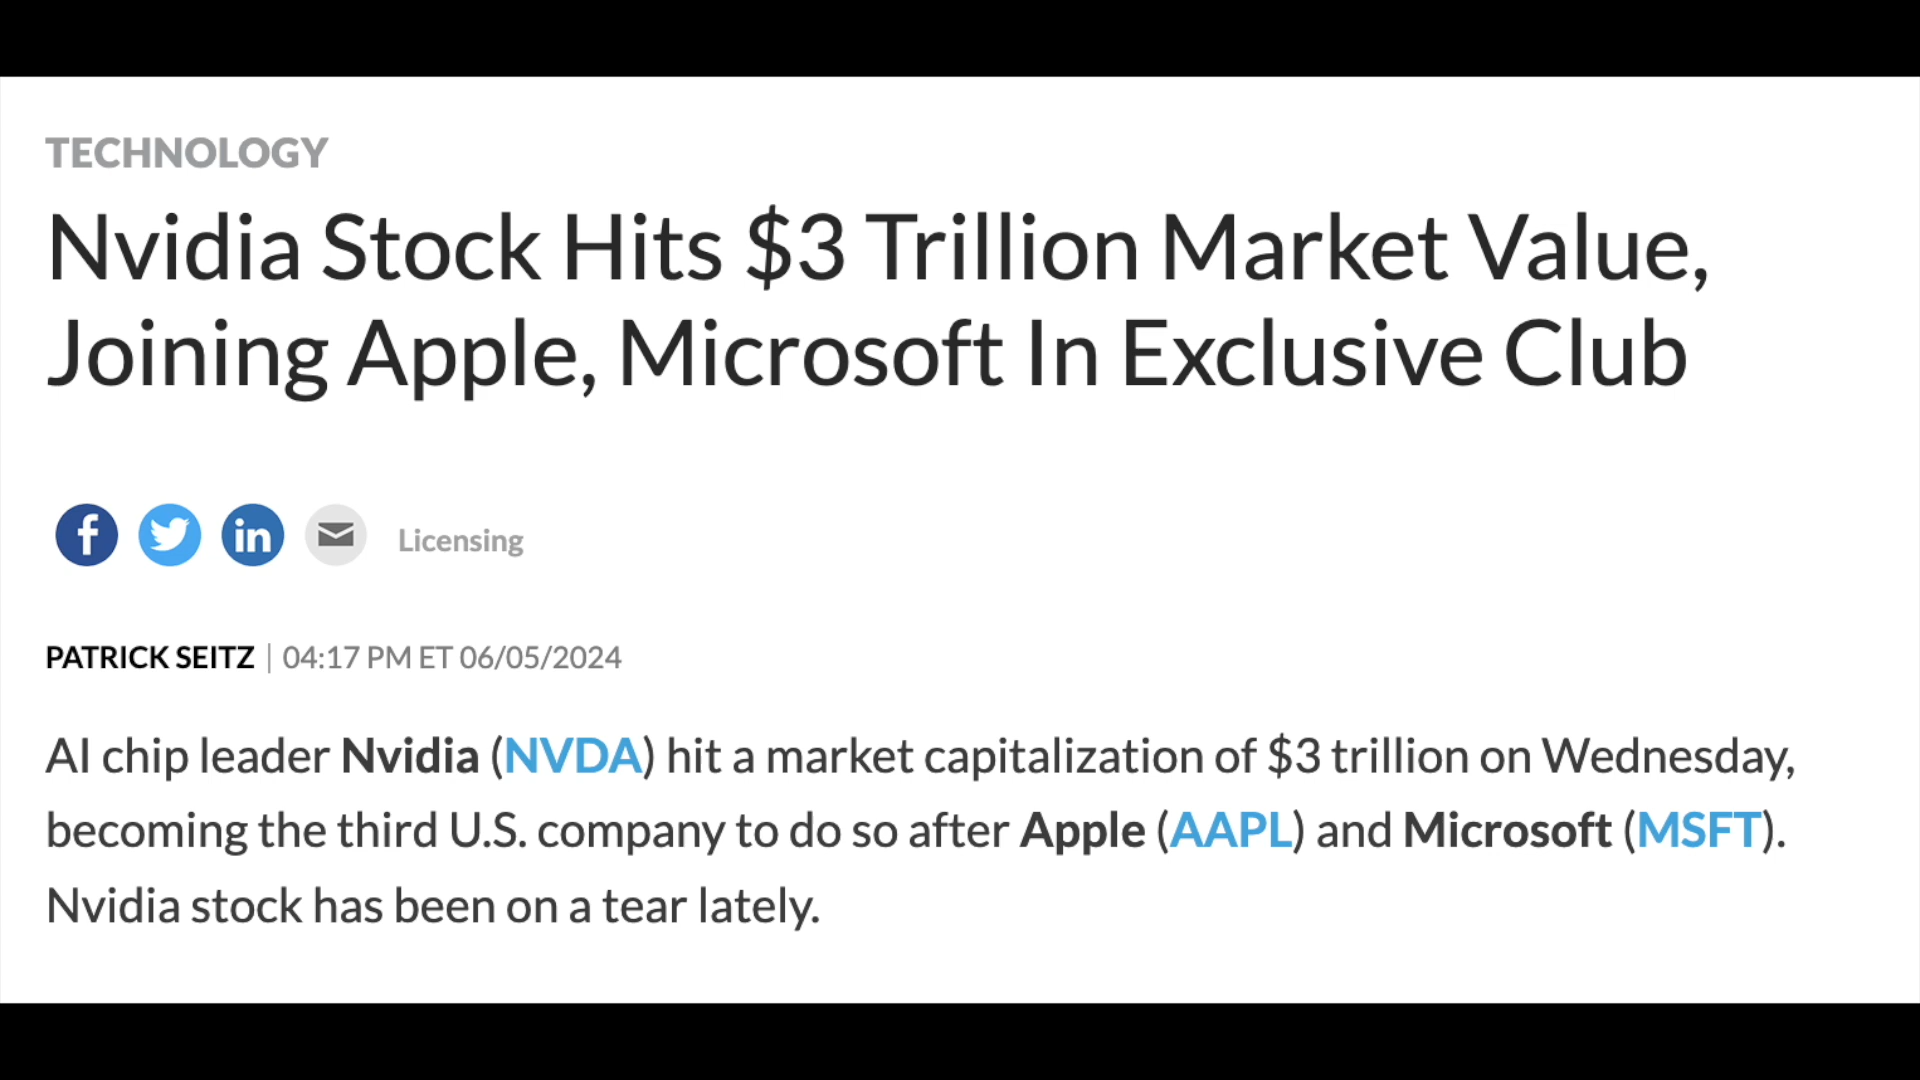 TECHNOLOGY
Nvidia Stock Hits $3 Trillion Market Value,
Joining Apple, Microsoft In Exclusive Club
f in Licensing
PATRICK SEITZ | 04:17 PM ET 06/05/2024
AI chip leader Nvidia (NVDA) hit a market capitalization of $3 trillion on Wednesday,
becoming the third U.S. company to do so after Apple (AAPL) and Microsoft (MSFT).
Nvidia stock has been on a tear lately.